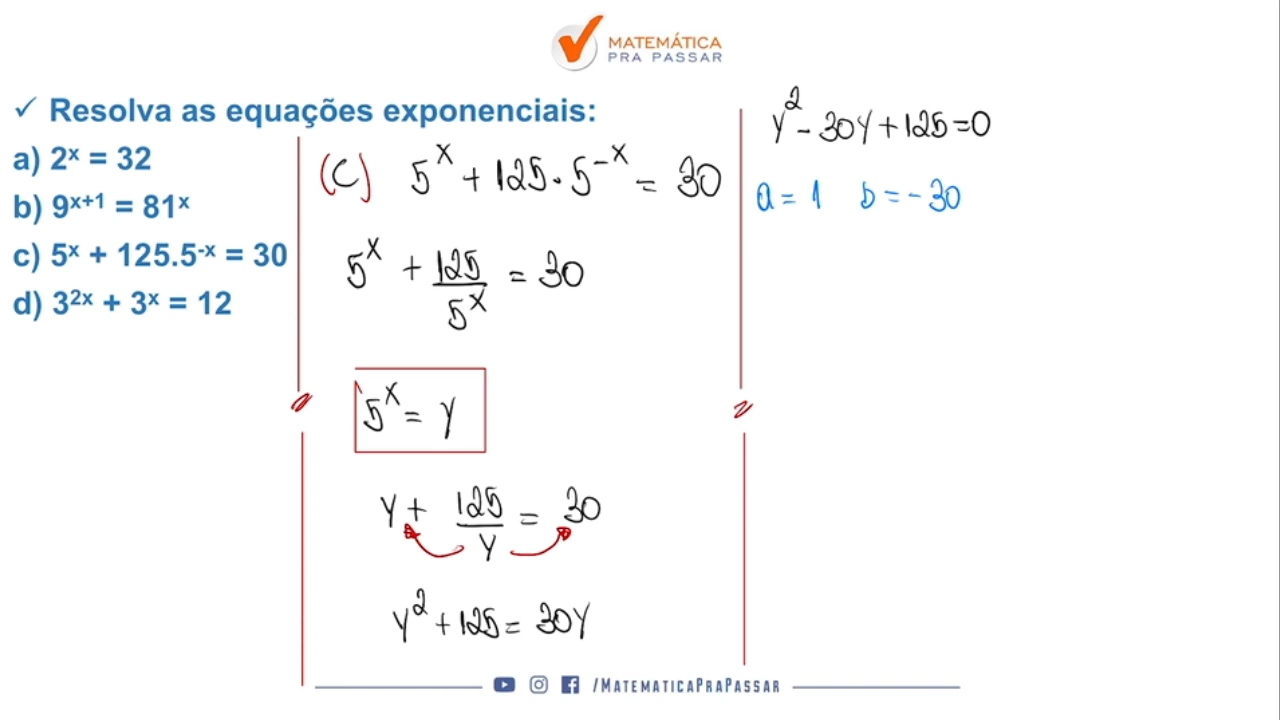 MATEMÁTICA
PRA PASSAR
✓ Resolva as equações exponenciais:
a) 2ˣ = 32
b) 9ˣ⁺¹ = 81ˣ
c) 5ˣ + 125.5⁻ˣ = 30
d) 3²ˣ + 3ˣ = 12
(C) 5ˣ + 125 . 5⁻ˣ = 30
5ˣ + 125/5ˣ = 30
5ˣ = Y
Y + 125/Y = 30
Y² + 125 = 30Y
Y² - 30Y + 125 = 0
a = 1 b = - 30
/MATEMATICAPRAPASSAR